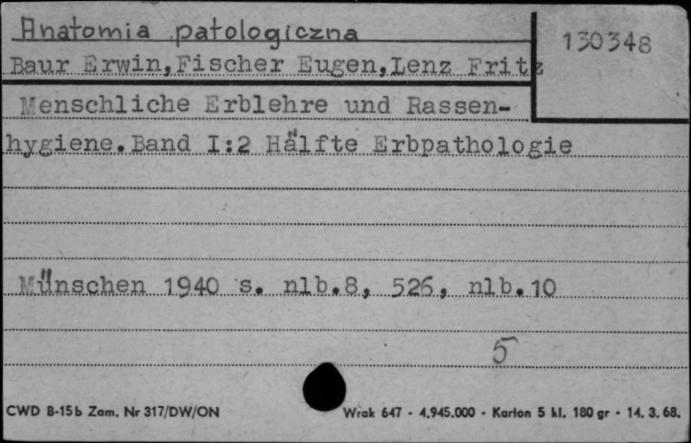 Anatomia patologiczna
130348
Baur Erwin,Fischer Eugen,Lenz Fritz
Menschliche Erblehre und Rassen-
hygiene.Band I:2 Hälfte Erbpathologie
Münschen 1940 s. nlb.8, 526, nlb.10
5
CWD B-15b Zam. Nr 317/DW/ON
Wrak 647 - 4.945.000 - Karton 5 kl. 180 gr - 14. 3. 68.